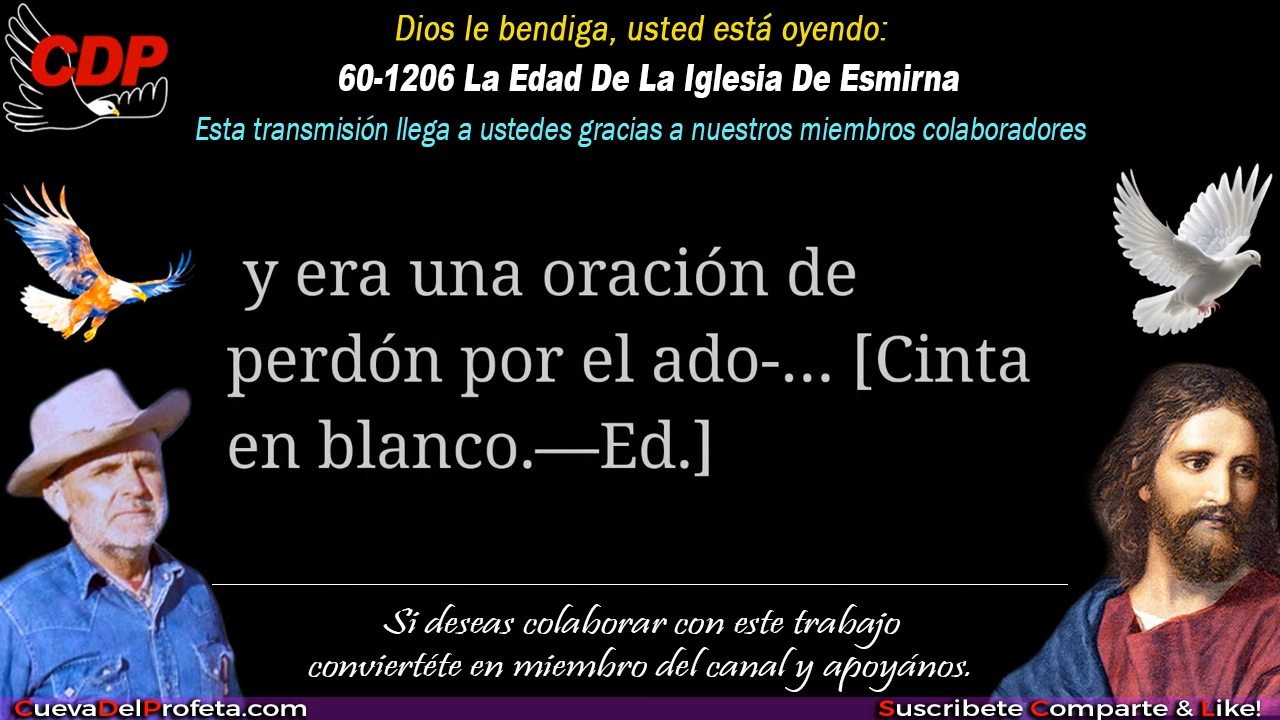 CDP
Dios le bendiga, usted está oyendo:
60-1206 La Edad De La Iglesia De Esmirna
Esta transmisión llega a ustedes gracias a nuestros miembros colaboradores
y era una oración de
perdón por el ado-... [Cinta
en blanco.—Ed.]
Si deseas colaborar con este trabajo
conviertéte en miembro del canal y apoyános.
CuevaDelProfeta.com
Suscribete Comparte & Like!